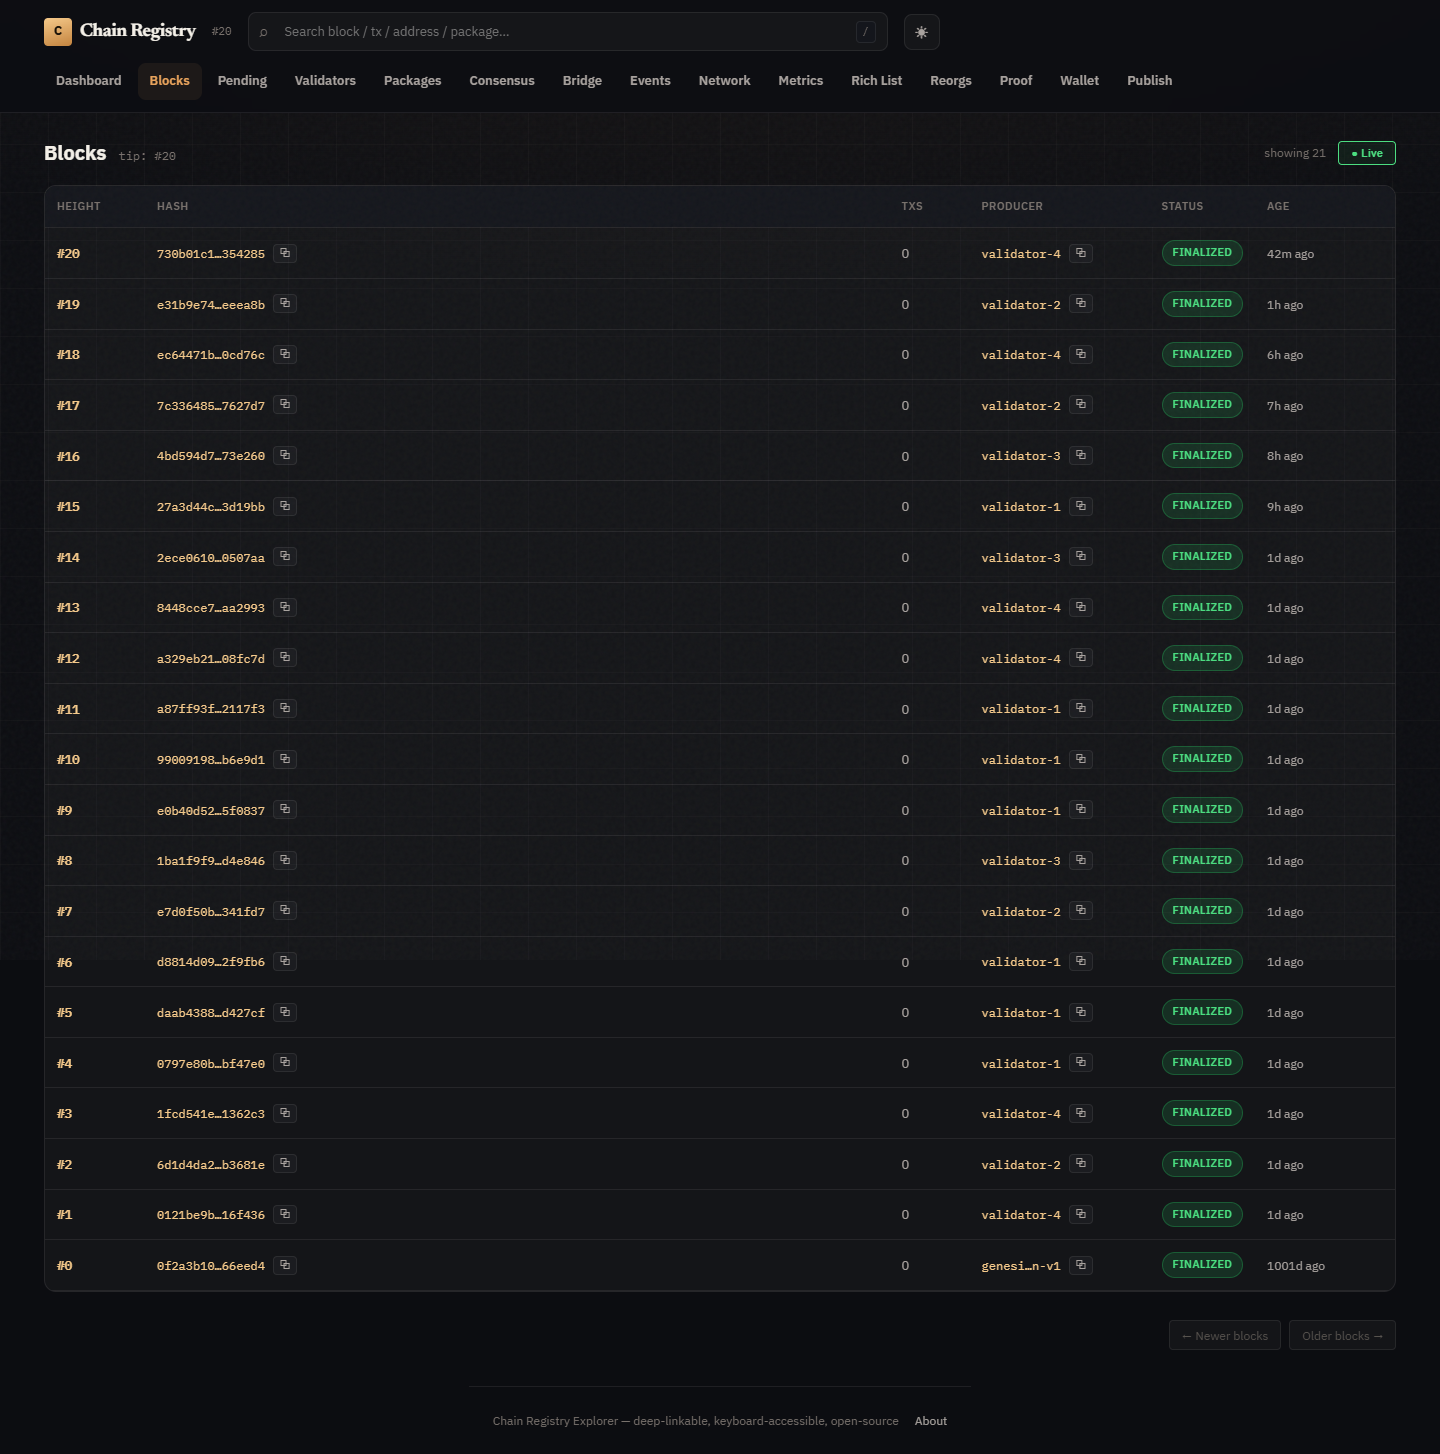 C Chain Registry #20 Search block / tx / address / package... /
Dashboard Blocks Pending Validators Packages Consensus Bridge Events Network Metrics Rich List Reorgs Proof Wallet Publish
Blocks tip: #20 showing 21 Live
HEIGHT HASH TXS PRODUCER STATUS AGE
#20 730b01c1…354285 0 validator-4 FINALIZED 42m ago
#19 e31b9e74…eeea8b 0 validator-2 FINALIZED 1h ago
#18 ec64471b…0cd76c 0 validator-4 FINALIZED 6h ago
#17 7c336485…7627d7 0 validator-2 FINALIZED 7h ago
#16 4bd594d7…73e260 0 validator-3 FINALIZED 8h ago
#15 27a3d44c…3d19bb 0 validator-1 FINALIZED 9h ago
#14 2ece0610…0507aa 0 validator-3 FINALIZED 1d ago
#13 8448cce7…aa2993 0 validator-4 FINALIZED 1d ago
#12 a329eb21…08fc7d 0 validator-4 FINALIZED 1d ago
#11 a87ff93f…2117f3 0 validator-1 FINALIZED 1d ago
#10 99009198…b6e9d1 0 validator-1 FINALIZED 1d ago
#9 e0b40d52…5f0837 0 validator-1 FINALIZED 1d ago
#8 1ba1f9f9…d4e846 0 validator-3 FINALIZED 1d ago
#7 e7d0f50b…341fd7 0 validator-2 FINALIZED 1d ago
#6 d8814d09…2f9fb6 0 validator-1 FINALIZED 1d ago
#5 daab4388…d427cf 0 validator-1 FINALIZED 1d ago
#4 0797e80b…bf47e0 0 validator-1 FINALIZED 1d ago
#3 1fcd541e…1362c3 0 validator-4 FINALIZED 1d ago
#2 6d1d4da2…b3681e 0 validator-2 FINALIZED 1d ago
#1 0121be9b…16f436 0 validator-4 FINALIZED 1d ago
#0 0f2a3b10…66eed4 0 genesi…n-v1 FINALIZED 1001d ago
← Newer blocks Older blocks →
Chain Registry Explorer — deep-linkable, keyboard-accessible, open-source About